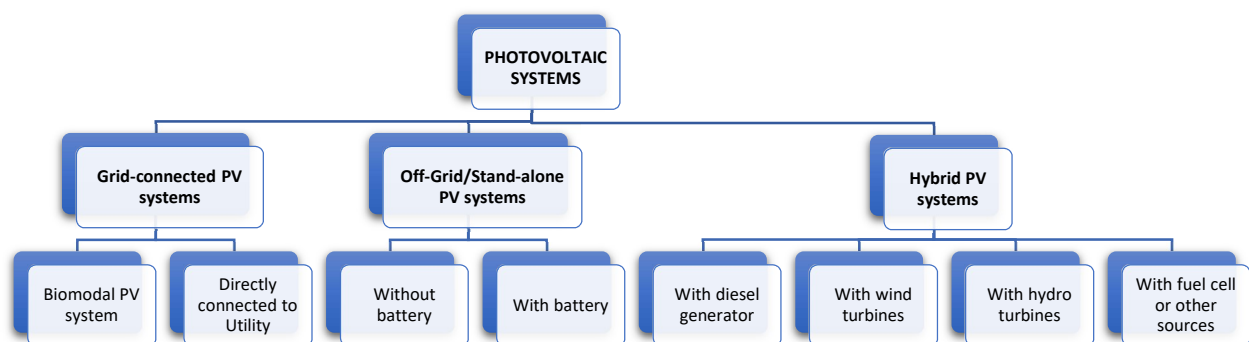 PHOTOVOLTAIC
SYSTEMS
Grid-connected PV
systems
Off-Grid/Stand-alone
PV systems
Hybrid PV
systems
Biomodal PV
system
Directly
connected to
Utility
Without
battery
With battery
With diesel
generator
With wind
turbines
With hydro
turbines
With fuel cell
or other
sources